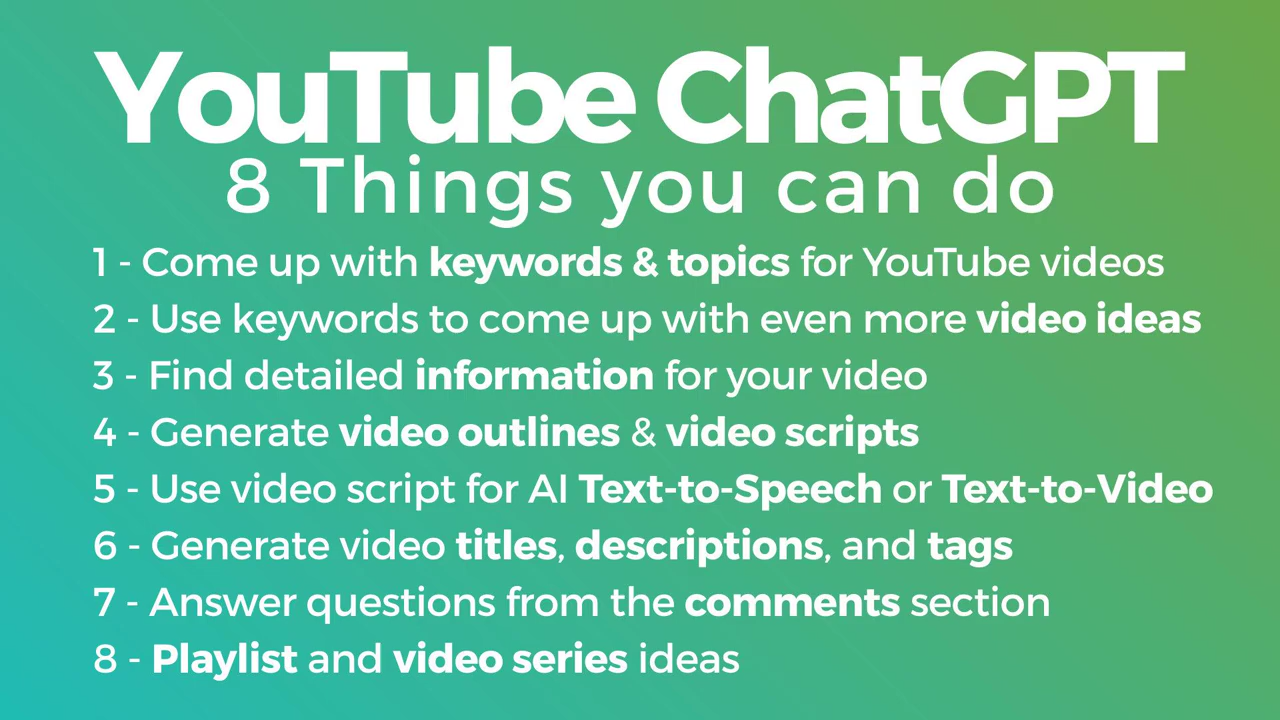 YouTube ChatGPT
8 Things you can do
1 - Come up with keywords & topics for YouTube videos
2 - Use keywords to come up with even more video ideas
3 - Find detailed information for your video
4 - Generate video outlines & video scripts
5 - Use video script for AI Text-to-Speech or Text-to-Video
6 - Generate video titles, descriptions, and tags
7 - Answer questions from the comments section
8 - Playlist and video series ideas